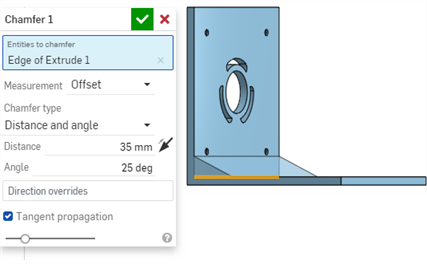 Chamfer 1
Entities to chamfer
Edge of Extrude 1
Measurement Offset
Chamfer type
Distance and angle
Distance 35 mm
Angle 25 deg
Direction overrides
Tangent propagation